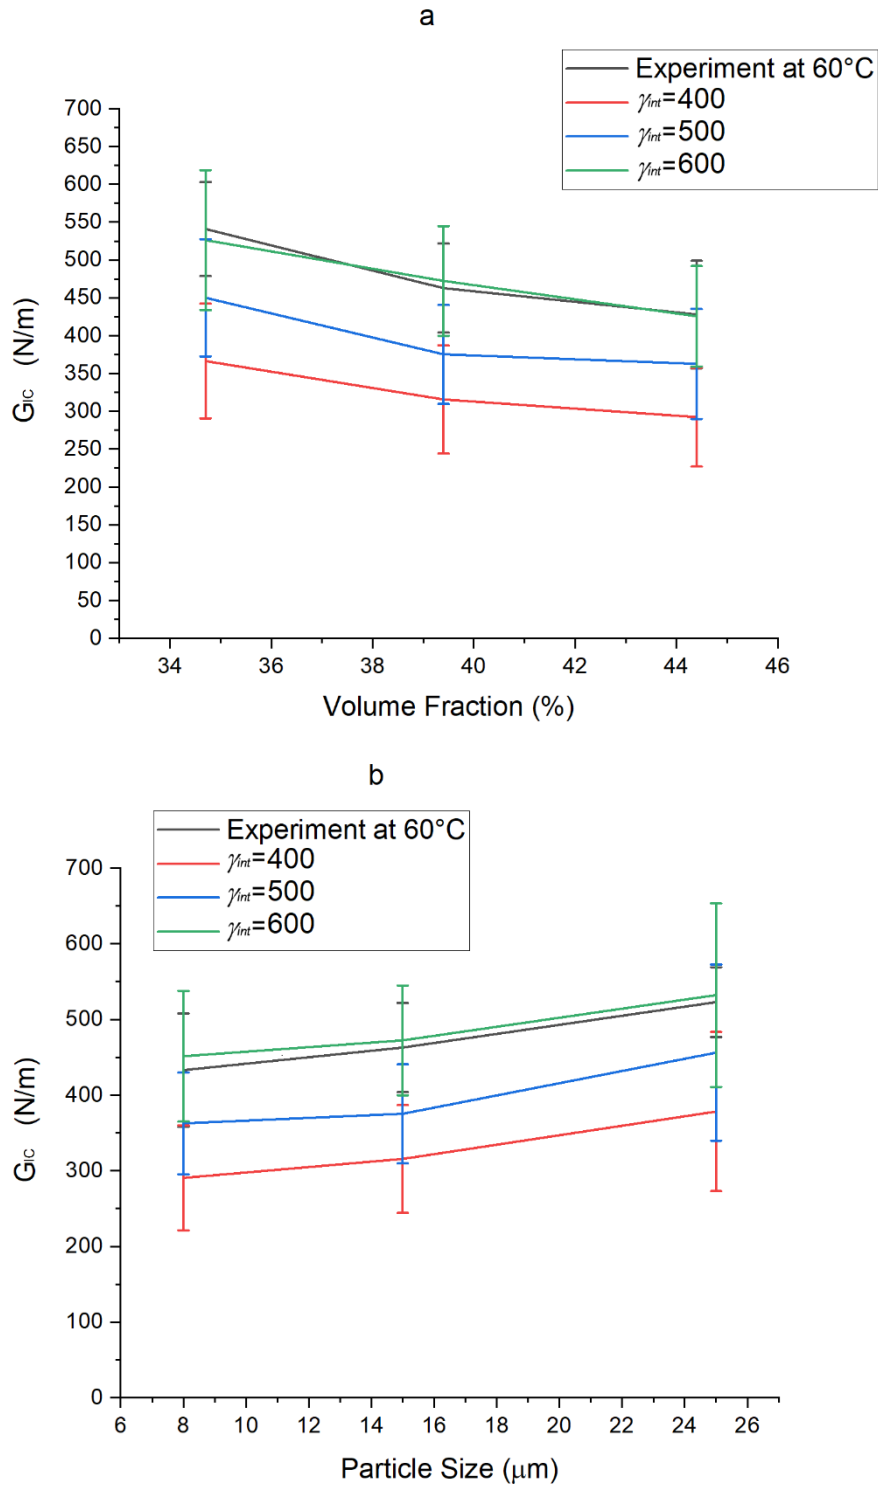 a
Experiment at 60°C
γint=400
γint=500
γint=600
700
650
600
550
500
450
400
350
300
250
200
150
100
50
0
GIC (N/m)
34 36 38 40 42 44 46
Volume Fraction (%)
b
Experiment at 60°C
γint=400
γint=500
γint=600
700
600
500
400
300
200
100
0
GIC (N/m)
6 8 10 12 14 16 18 20 22 24 26
Particle Size (μm)